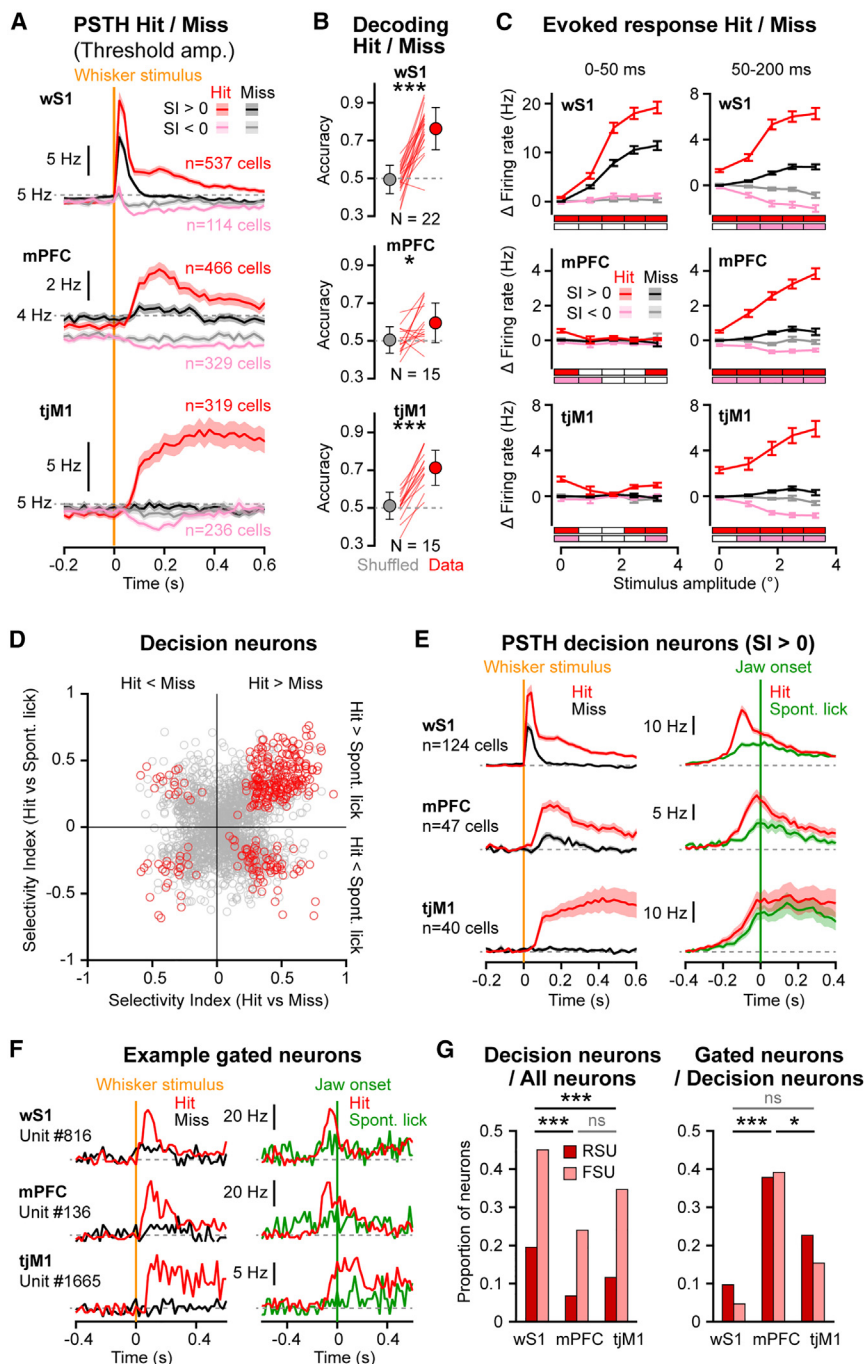 A
PSTH Hit / Miss
(Threshold amp.)
Whisker stimulus
wS1
Hit Miss
SI > 0
SI < 0
5 Hz
n=537 cells
5 Hz
n=114 cells
mPFC
n=466 cells
2 Hz
4 Hz
n=329 cells
tjM1
n=319 cells
5 Hz
5 Hz
n=236 cells
-0.2 0 0.2 0.4 0.6
Time (s)
B
Decoding
Hit / Miss
wS1
***
0.9
0.7
0.5
0.3
Accuracy
N = 22
mPFC
*
0.9
0.7
0.5
0.3
Accuracy
N = 15
tjM1
***
0.9
0.7
0.5
0.3
Accuracy
N = 15
Shuffled Data
C
Evoked response Hit / Miss
0-50 ms
50-200 ms
wS1
20
10
0
Δ Firing rate (Hz)
wS1
8
4
0
mPFC
Hit Miss
SI > 0
SI < 0
4
2
0
Δ Firing rate (Hz)
mPFC
4
2
0
tjM1
8
4
0
Δ Firing rate (Hz)
tjM1
8
4
0
0 2 4
0 2 4
Stimulus amplitude (°)
D
Decision neurons
Hit < Miss
Hit > Miss
Hit > Spont. lick
Hit < Spont. lick
1
0.5
0
-0.5
-1
Selectivity Index (Hit vs Spont. lick)
-1 -0.5 0 0.5 1
Selectivity Index (Hit vs Miss)
E
PSTH decision neurons (SI > 0)
Whisker stimulus
Jaw onset
Hit
Miss
Hit
Spont. lick
wS1
n=124 cells
10 Hz
mPFC
n=47 cells
5 Hz
tjM1
n=40 cells
10 Hz
-0.2 0 0.2 0.4 0.6
Time (s)
-0.4 -0.2 0 0.2 0.4
Time (s)
F
Example gated neurons
Whisker stimulus
Jaw onset
Hit
Miss
Hit
Spont. lick
wS1
Unit #816
20 Hz
mPFC
Unit #136
20 Hz
tjM1
Unit #1665
5 Hz
-0.4 0 0.4
Time (s)
-0.4 0 0.4
Time (s)
G
Decision neurons
/ All neurons
***
*** ns
0.5
0.4
0.3
0.2
0.1
0
Proportion of neurons
RSU
FSU
wS1 mPFC tjM1
Gated neurons
/ Decision neurons
ns
*** *
0.5
0.4
0.3
0.2
0.1
0
wS1 mPFC tjM1